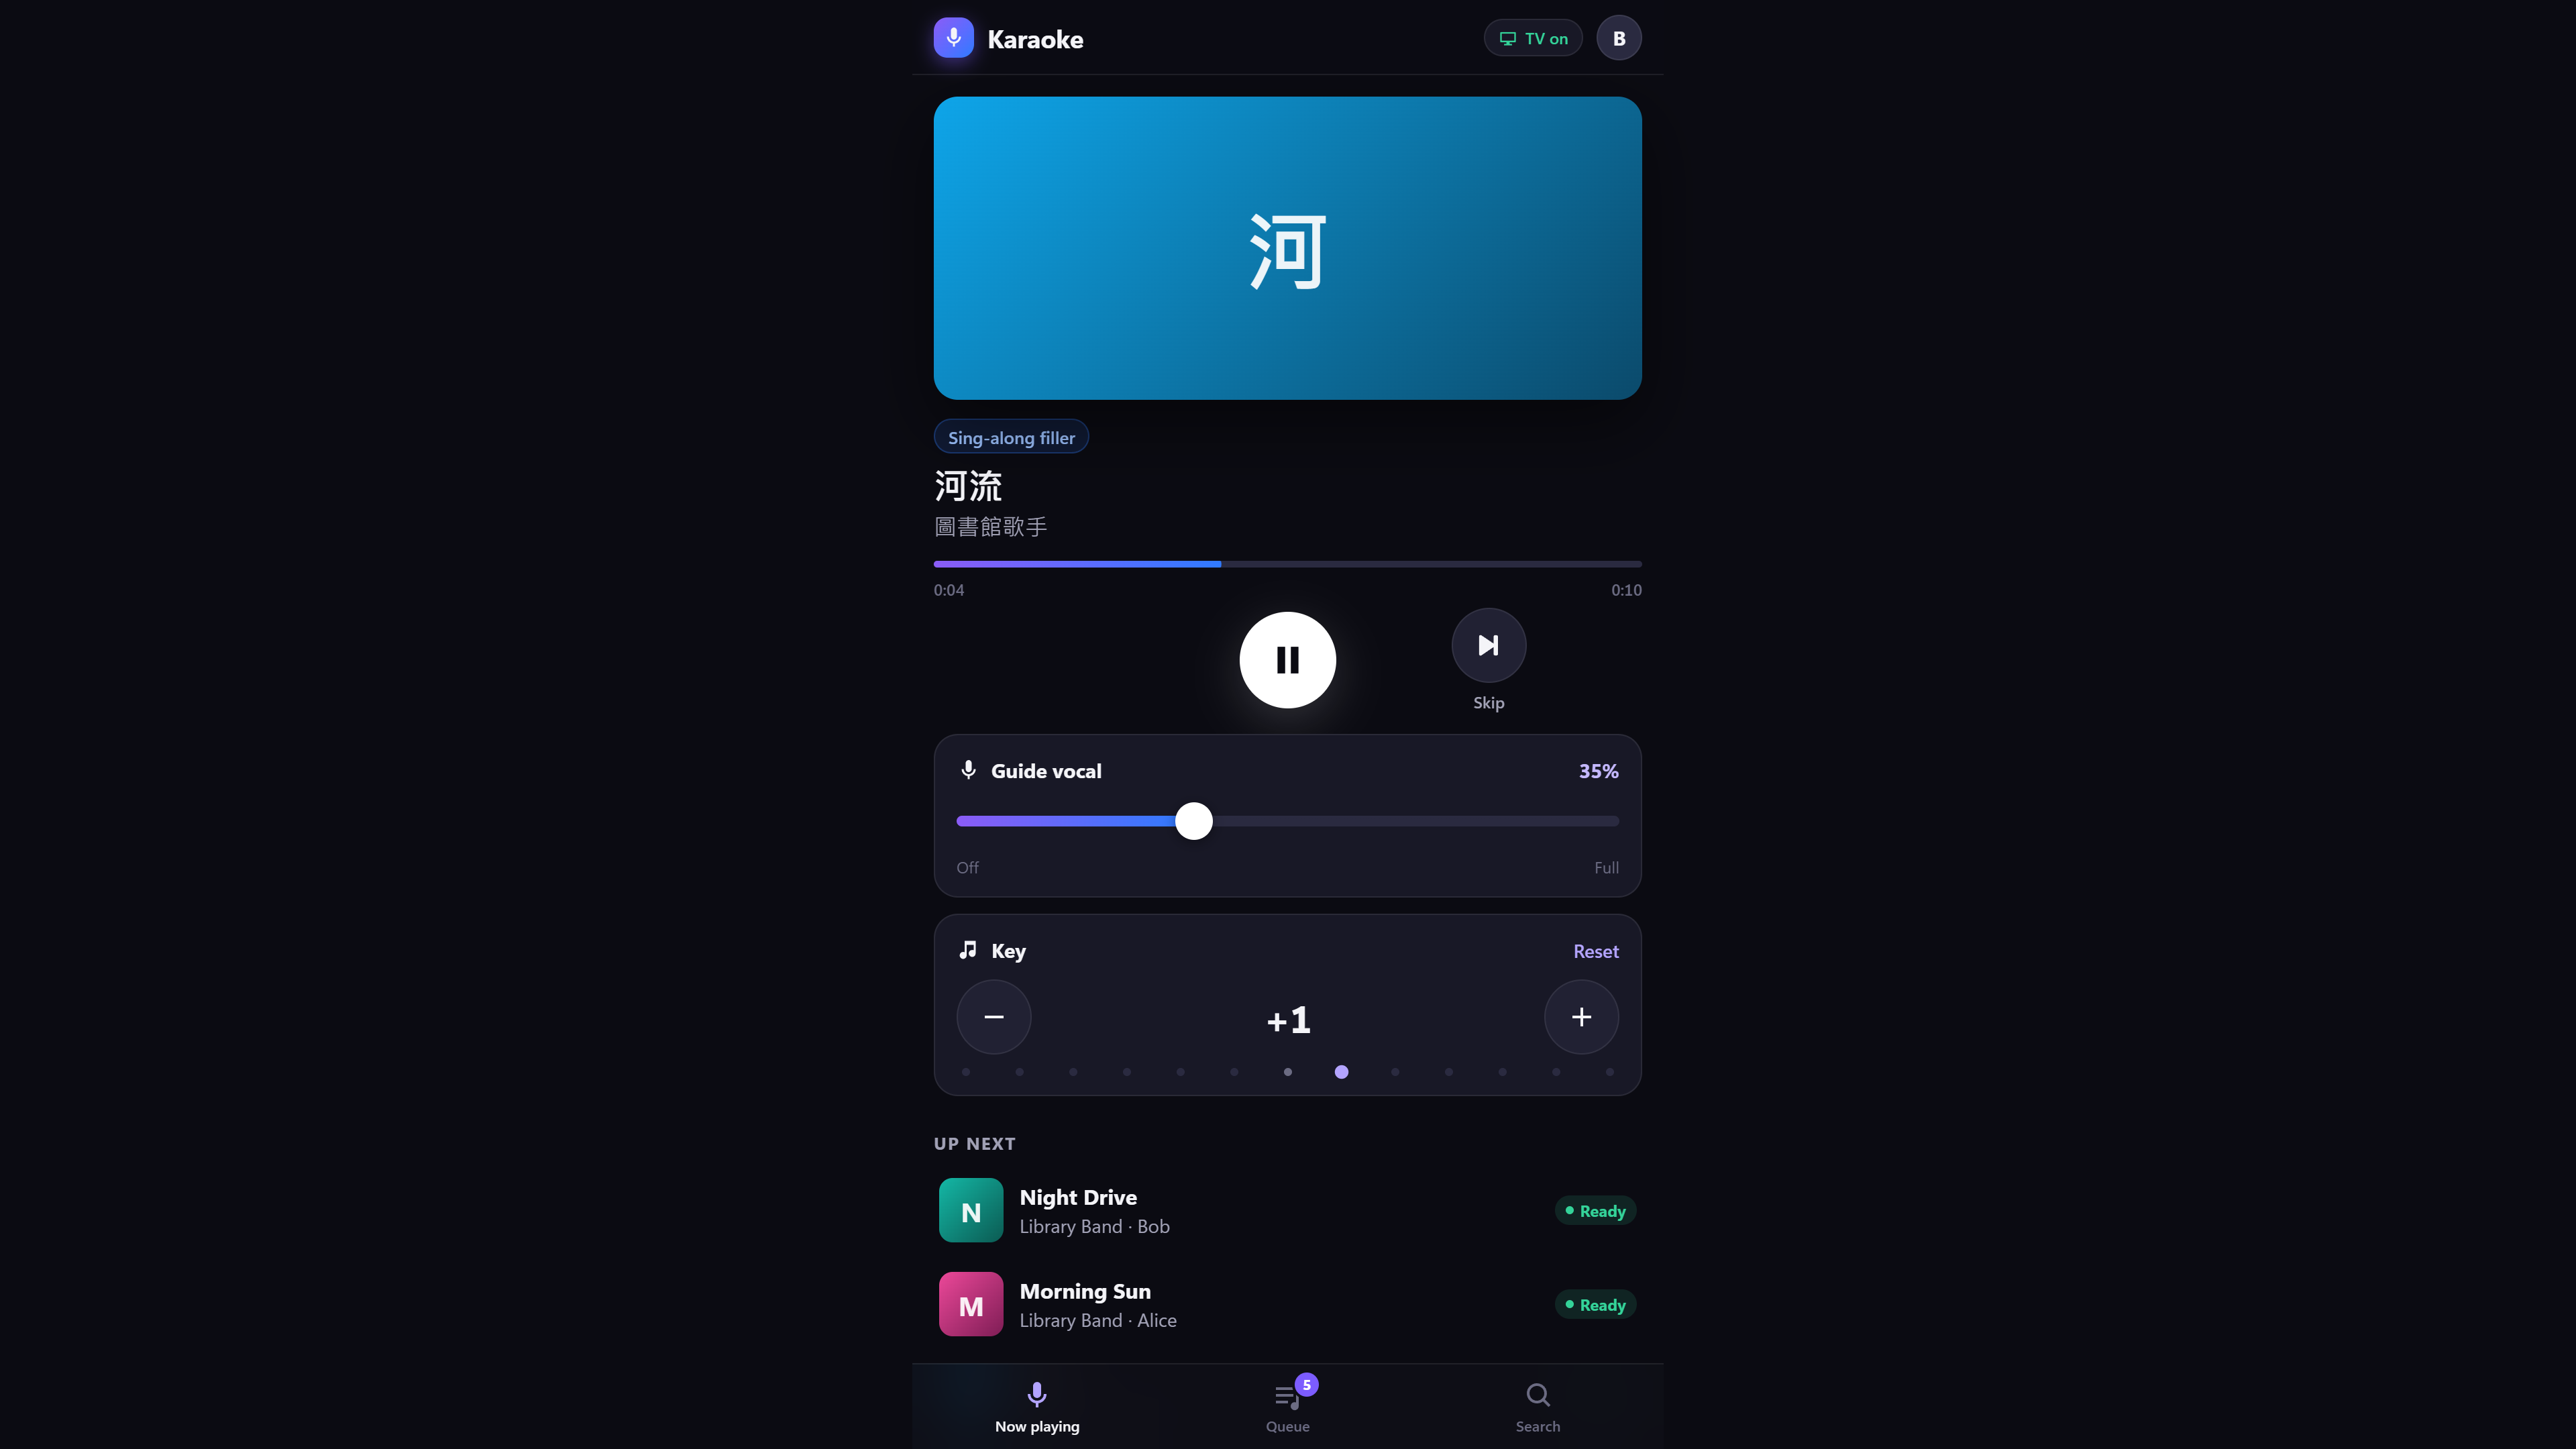 Karaoke
TV on
B
河
Sing-along filler
河流
圖書館歌手
0:04
0:10
Skip
Guide vocal
35%
Off
Full
Key
Reset
+1
UP NEXT
N
Night Drive
Library Band · Bob
Ready
M
Morning Sun
Library Band · Alice
Ready
Now playing
5
Queue
Search